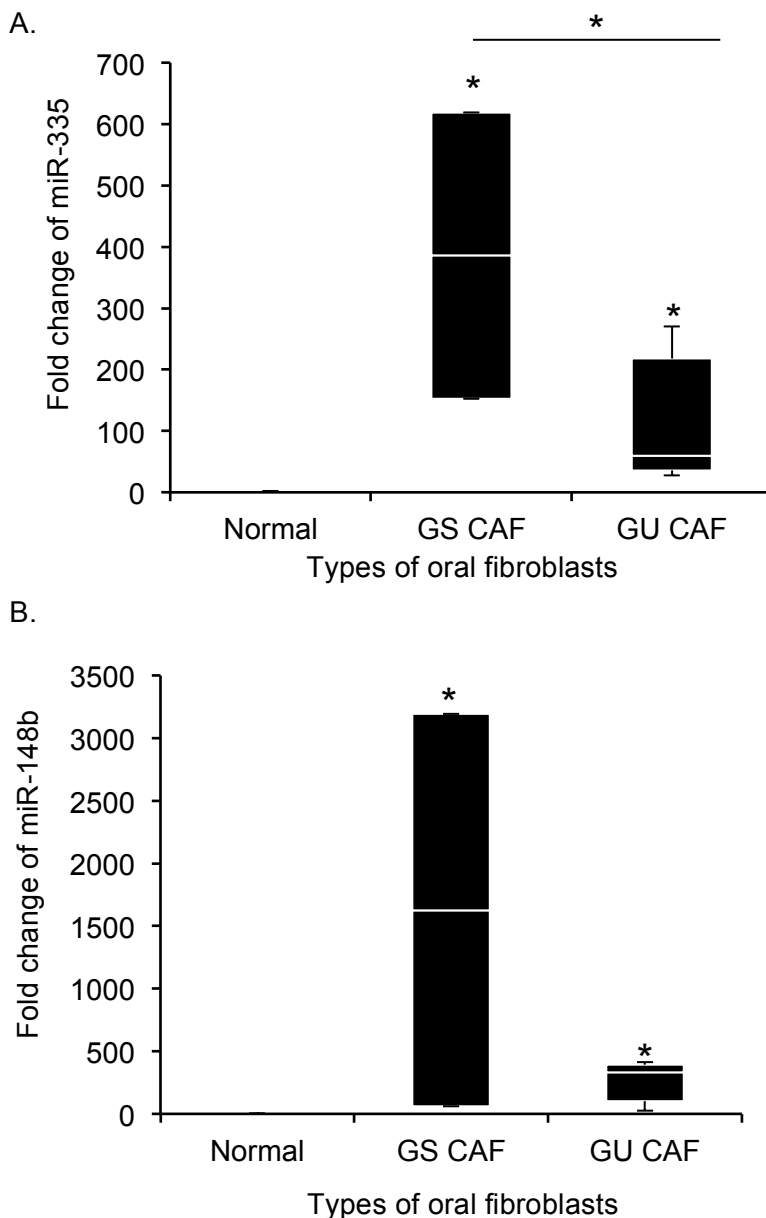 A.
*
700
600
500
400
300
200
100
0
Fold change of miR-335
*
*
Normal GS CAF GU CAF
Types of oral fibroblasts
B.
3500
3000
2500
2000
1500
1000
500
0
Fold change of miR-148b
*
*
Normal GS CAF GU CAF
Types of oral fibroblasts